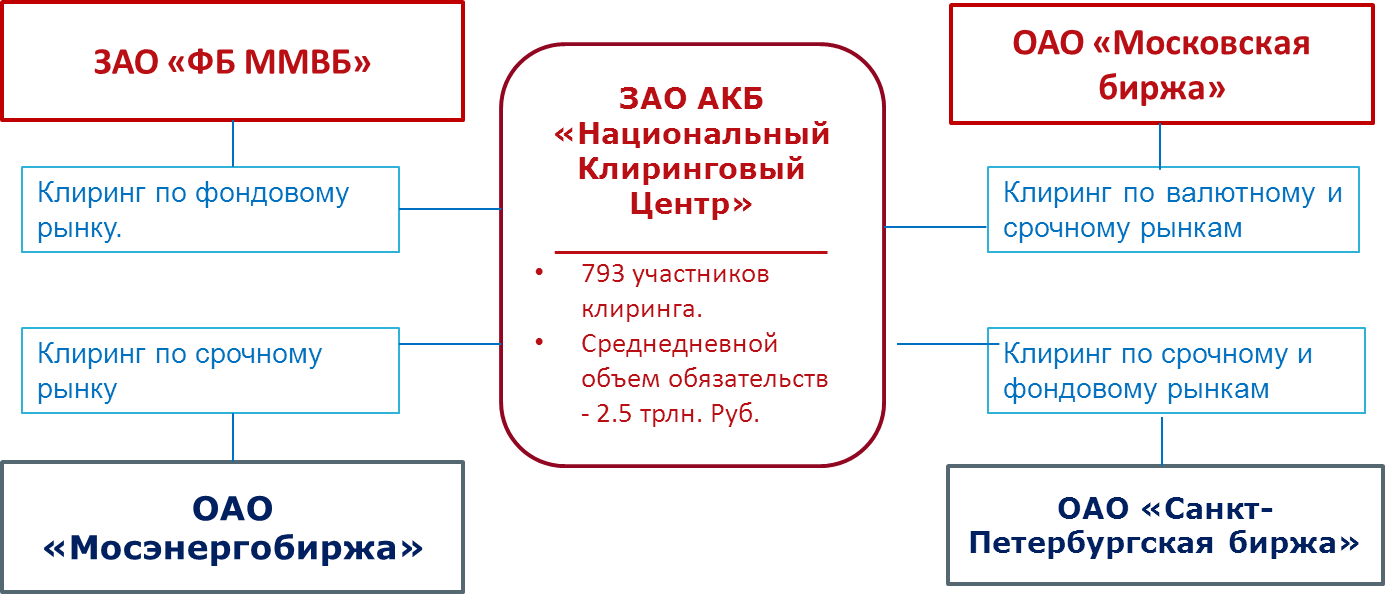 ЗАО «ФБ ММВБ»
Клиринг по фондовому
рынку.
Клиринг по срочному
рынку
ОАО
«Мосэнергобиржа»
ЗАО АКБ
«Национальный
Клиринговый
Центр»
• 793 участников
клиринга.
• Среднедневной
объем обязательств
- 2.5 трлн. Руб.
ОАО «Московская
биржа»
Клиринг по валютному и
срочному рынкам
Клиринг по срочному и
фондовому рынкам
ОАО «Санкт-
Петербургская биржа»